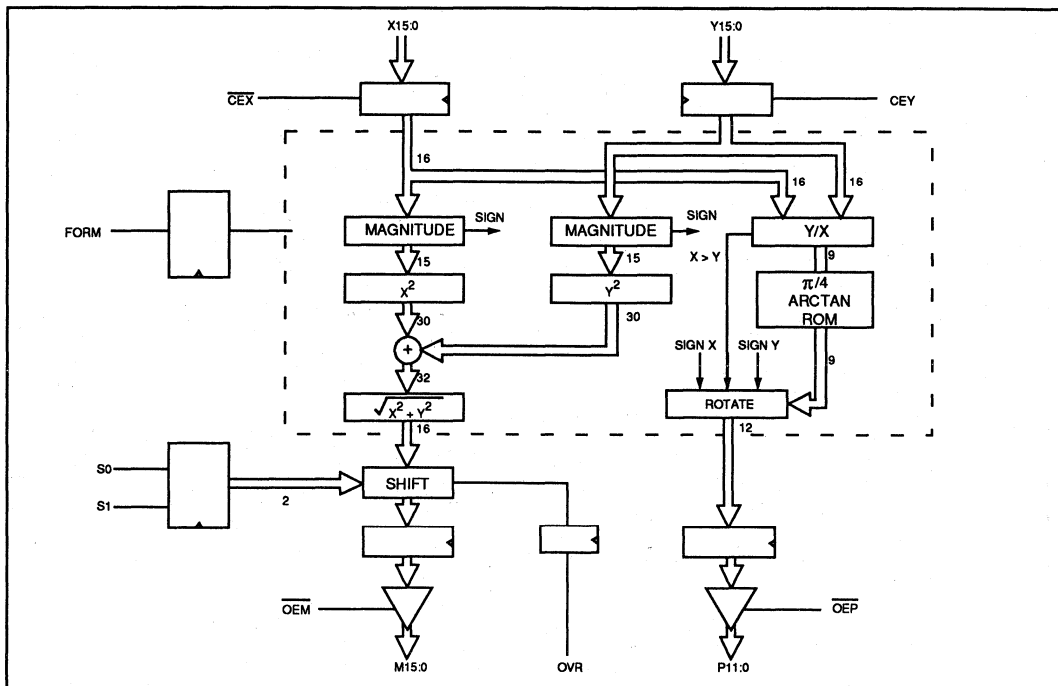 X15:0 Y15:0
CEX CEY
16
16 16
FORM
MAGNITUDE SIGN MAGNITUDE SIGN Y/X
15 15 X > Y 9
X² Y² π/4
ARCTAN
ROM
30 30
+
SIGN X SIGN Y
9
32
√X² + Y² ROTATE
16 12
S0
S1
2
SHIFT
OEM OEP
M15:0 OVR P11:0